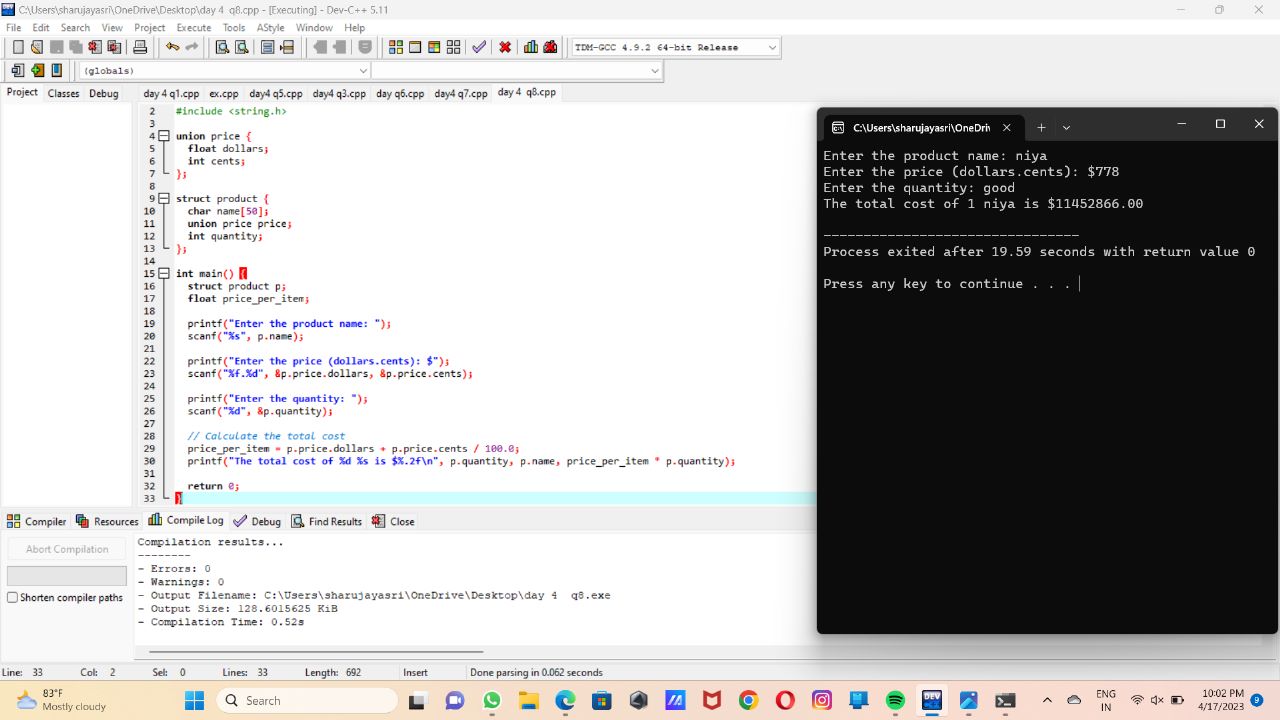 C:\Users\sharujayasri\OneDrive\Desktop\day 4  q8.cpp - [Executing] - Dev-C++ 5.11
File Edit Search View Project Execute Tools AStyle Window Help
TDM-GCC 4.9.2 64-bit Release
(globals)
Project Classes Debug
day 4 q1.cpp ex.cpp day4 q5.cpp day4 q3.cpp day q6.cpp day4 q7.cpp day 4  q8.cpp
2 #include <string.h>
3
4 union price {
5 float dollars;
6 int cents;
7 };
8
9 struct product {
10 char name[50];
11 union price price;
12 int quantity;
13 };
14
15 int main() {
16 struct product p;
17 float price_per_item;
18
19 printf("Enter the product name: ");
20 scanf("%s", p.name);
21
22 printf("Enter the price (dollars.cents): $");
23 scanf("%f.%d", &p.price.dollars, &p.price.cents);
24
25 printf("Enter the quantity: ");
26 scanf("%d", &p.quantity);
27
28 // Calculate the total cost
29 price_per_item = p.price.dollars + p.price.cents / 100.0;
30 printf("The total cost of %d %s is $%.2f\n", p.quantity, p.name, price_per_item * p.quantity);
31
32 return 0;
33 }
C:\Users\sharujayasri\OneDri
Enter the product name: niya
Enter the price (dollars.cents): $778
Enter the quantity: good
The total cost of 1 niya is $11452866.00
--------------------------------
Process exited after 19.59 seconds with return value 0
Press any key to continue . . .
Compiler Resources Compile Log Debug Find Results Close
Abort Compilation
Shorten compiler paths
Compilation results...
--------
- Errors: 0
- Warnings: 0
- Output Filename: C:\Users\sharujayasri\OneDrive\Desktop\day 4  q8.exe
- Output Size: 128.6015625 KiB
- Compilation Time: 0.52s
Line: 33 Col: 2 Sel: 0 Lines: 33 Length: 692 Insert Done parsing in 0.062 seconds
83°F
Mostly cloudy
Search
DEV
C++
ENG
IN
10:02 PM
4/17/2023
9